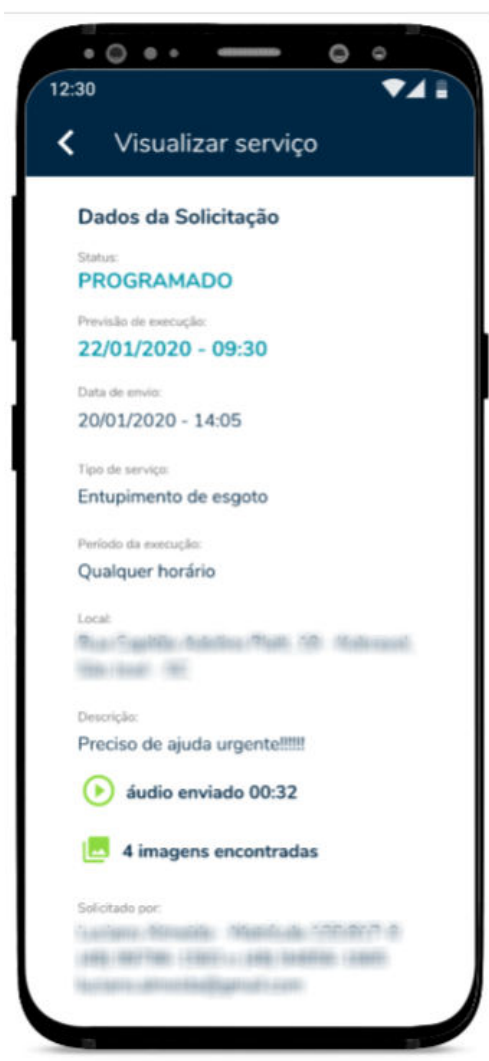 12:30
Visualizar serviço
Dados da Solicitação
Status:
PROGRAMADO
Previsão de execução:
22/01/2020 - 09:30
Data de envio:
20/01/2020 - 14:05
Tipo de serviço:
Entupimento de esgoto
Período da execução:
Qualquer horário
Local:
Descrição:
Preciso de ajuda urgente!!!!!!
áudio enviado 00:32
4 imagens encontradas
Solicitado por: